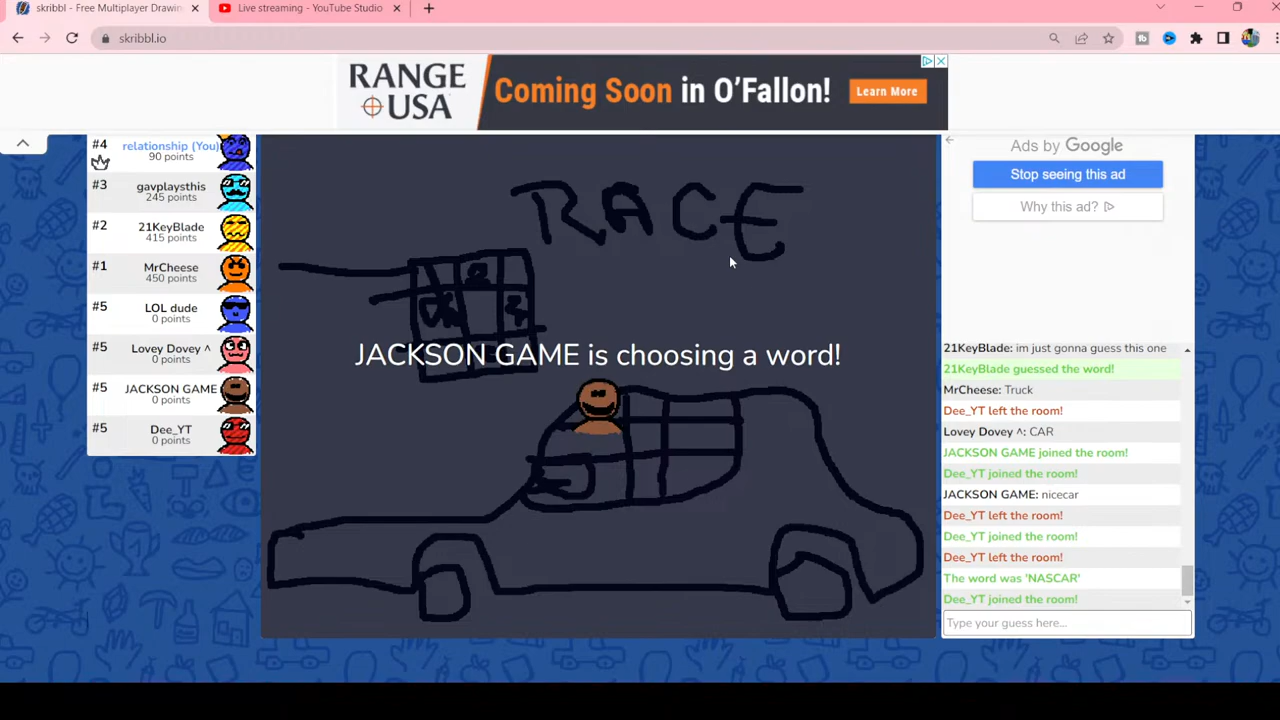 skribbl - Free Multiplayer Drawin
Live streaming - YouTube Studio
skribbl.io
RANGE
USA
Coming Soon in O'Fallon!
Learn More
#4 relationship (You)
90 points
#3 gavplaysthis
245 points
#2 21KeyBlade
415 points
#1 MrCheese
450 points
#5 LOL dude
0 points
#5 Lovey Dovey ^
0 points
#5 JACKSON GAME
0 points
#5 Dee_YT
0 points
RACE
JACKSON GAME is choosing a word!
Ads by Google
Stop seeing this ad
Why this ad?
21KeyBlade: im just gonna guess this one
21KeyBlade guessed the word!
MrCheese: Truck
Dee_YT left the room!
Lovey Dovey ^: CAR
JACKSON GAME joined the room!
Dee_YT joined the room!
JACKSON GAME: nicecar
Dee_YT left the room!
Dee_YT joined the room!
Dee_YT left the room!
The word was 'NASCAR'
Dee_YT joined the room!
Type your guess here...